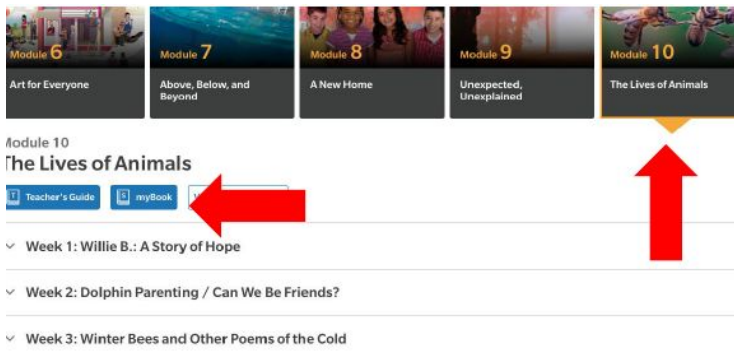 Module 6
Module 7
Module 8
Module 9
Module 10
Art for Everyone
Above, Below, and
Beyond
A New Home
Unexpected,
Unexplained
The Lives of Animals
Module 10
The Lives of Animals
T Teacher's Guide
S myBook
Week 1: Willie B.: A Story of Hope
Week 2: Dolphin Parenting / Can We Be Friends?
Week 3: Winter Bees and Other Poems of the Cold